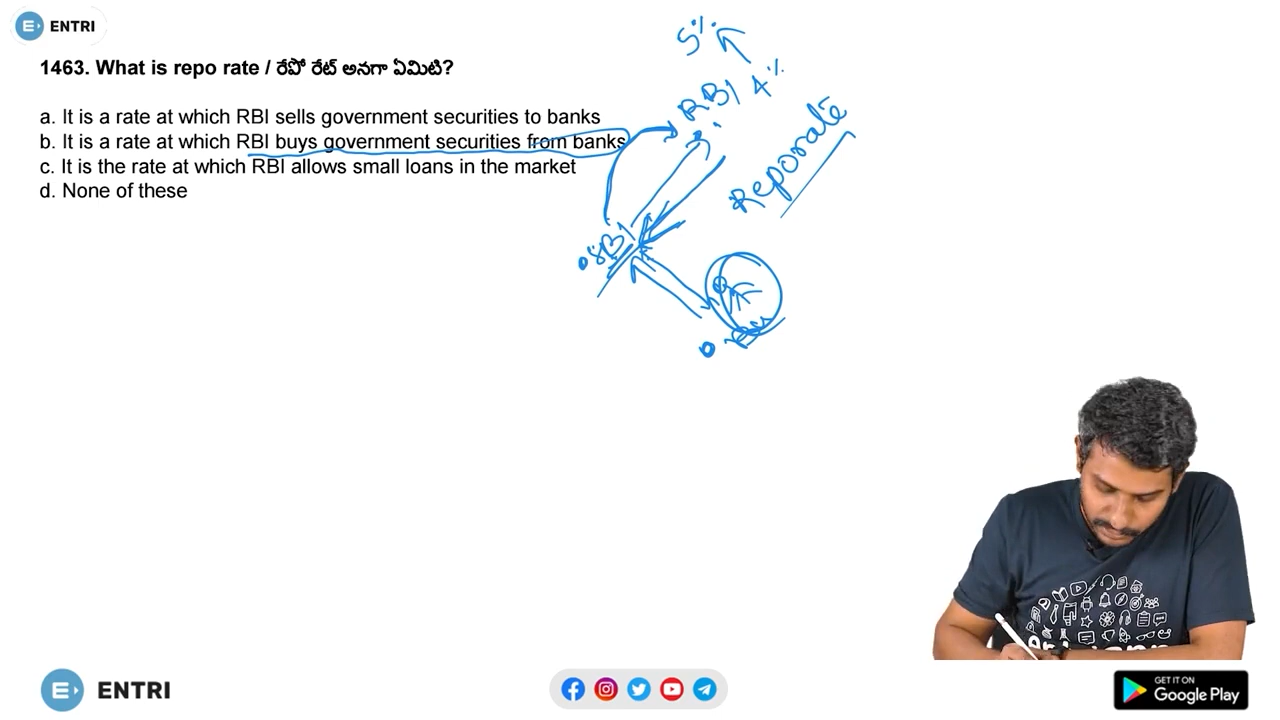 ENTRI
1463. What is repo rate / రేపో రేట్ అనగా ఏమిటి?
a. It is a rate at which RBI sells government securities to banks
b. It is a rate at which RBI buys government securities from banks
c. It is the rate at which RBI allows small loans in the market
d. None of these
5%
RBI 4%
Reporate
SBI
ENTRI
GET IT ON
Google Play